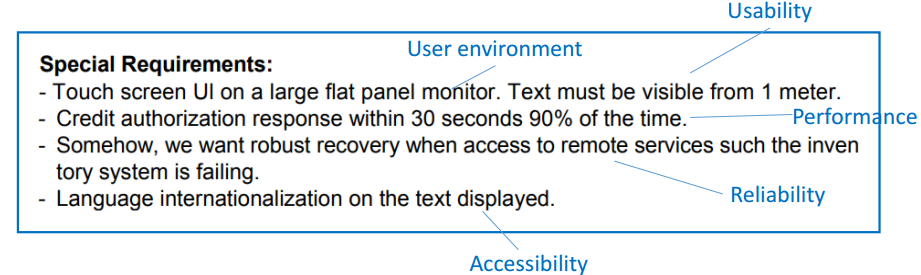 Usability
User environment
Special Requirements:
- Touch screen UI on a large flat panel monitor. Text must be visible from 1 meter.
- Credit authorization response within 30 seconds 90% of the time.
Performance
- Somehow, we want robust recovery when access to remote services such the inven
tory system is failing.
Reliability
- Language internationalization on the text displayed.
Accessibility